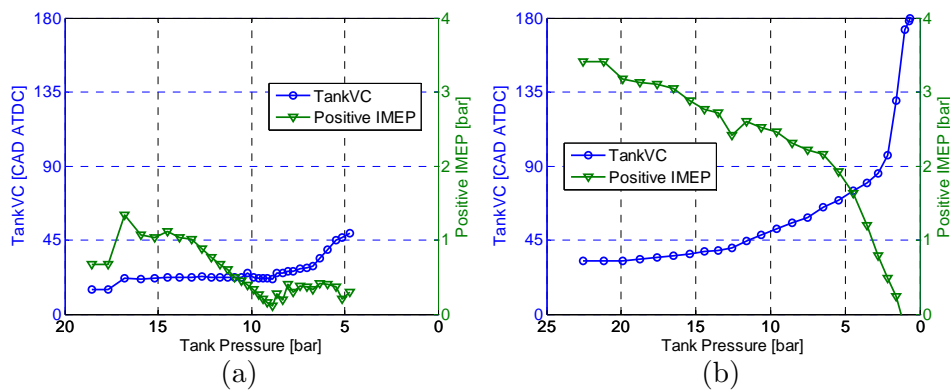 180
135
90
45
0
TankVC [CAD ATDC]
4
3
2
1
0
Positive IMEP [bar]
TankVC
Positive IMEP
20
15
10
5
0
Tank Pressure [bar]
(a)
180
135
90
45
0
TankVC [CAD ATDC]
4
3
2
1
0
Positive IMEP [bar]
TankVC
Positive IMEP
25
20
15
10
5
0
Tank Pressure [bar]
(b)